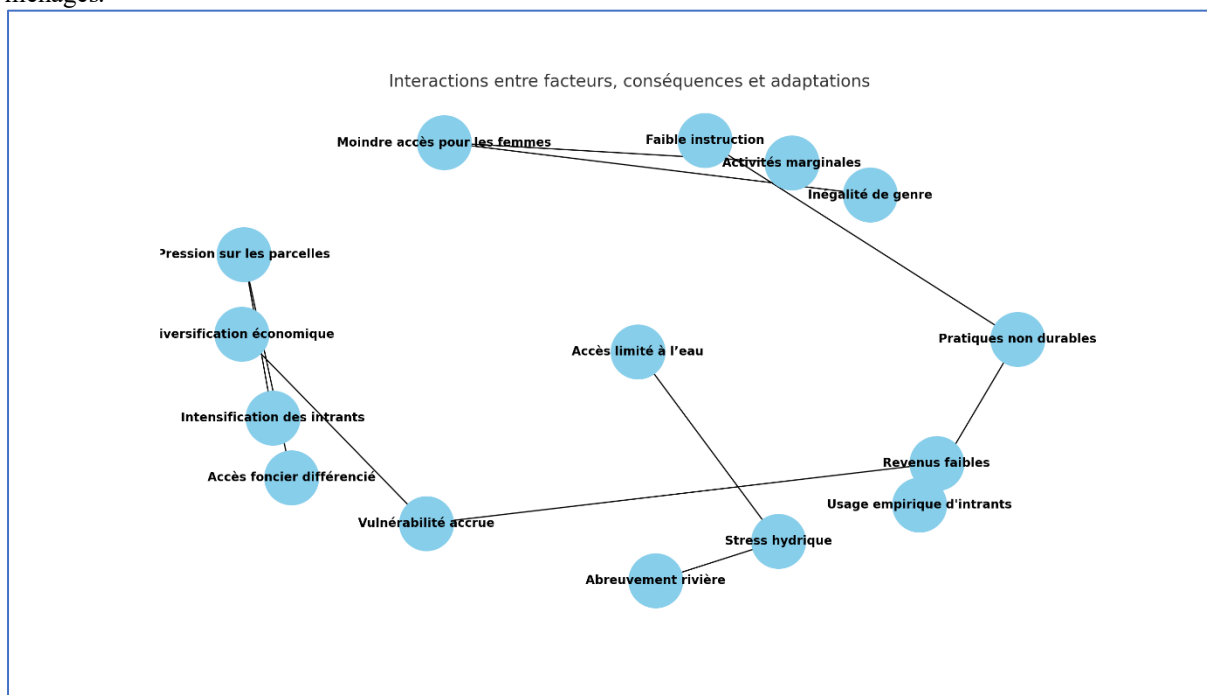 ménages.
Interactions entre facteurs, conséquences et adaptations
Moindre accès pour les femmes
Faible instruction
Activités marginales
Inégalité de genre
Pression sur les parcelles
iversification économique
Accès limité à l’eau
Pratiques non durables
Intensification des intrants
Accès foncier différencié
Revenus faibles
Usage empirique d'intrants
Vulnérabilité accrue
Stress hydrique
Abreuvement rivière